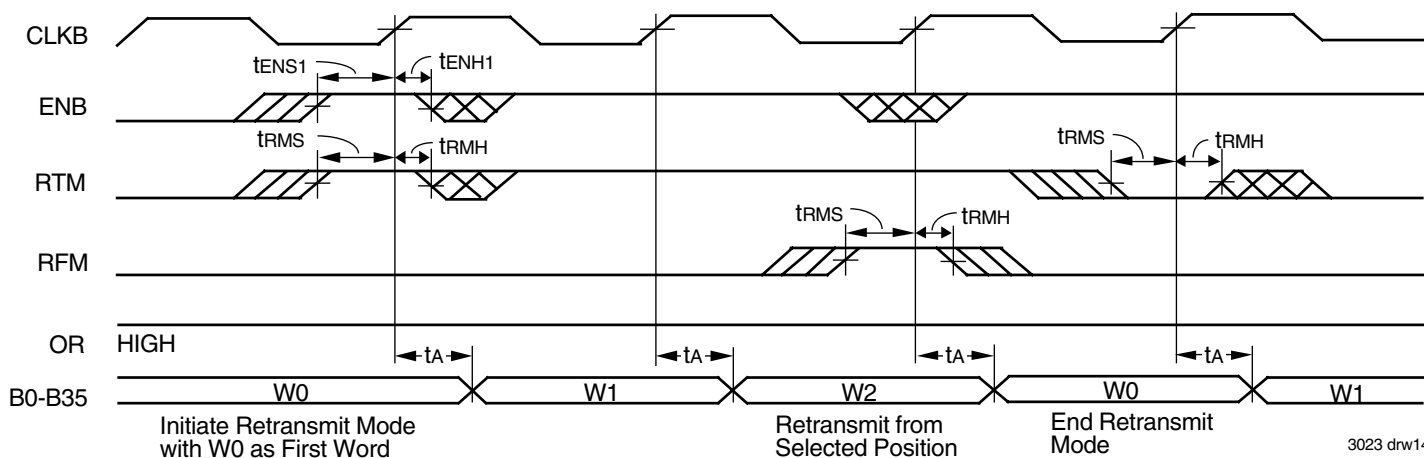 CLKB
tENS1 tENH1
ENB
tRMS tRMH tRMS tRMH
RTM
tRMS tRMH
RFM
OR HIGH
tA tA tA tA
B0-B35 W0 W1 W2 W0 W1
Initiate Retransmit Mode
with W0 as First Word
Retransmit from
Selected Position
End Retransmit
Mode
3023 drw14